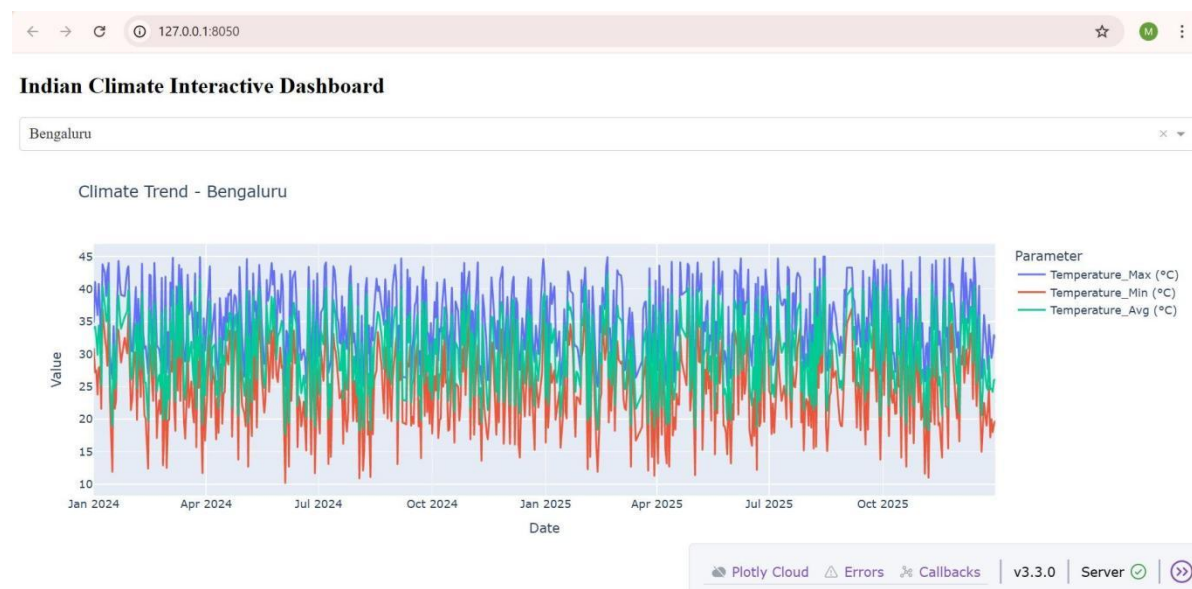 127.0.0.1:8050
M
Indian Climate Interactive Dashboard
Bengaluru
Climate Trend - Bengaluru
45
40
35
30
25
20
15
10
Value
Jan 2024 Apr 2024 Jul 2024 Oct 2024 Jan 2025 Apr 2025 Jul 2025 Oct 2025
Date
Parameter
Temperature_Max (°C)
Temperature_Min (°C)
Temperature_Avg (°C)
Plotly Cloud Errors Callbacks v3.3.0 Server